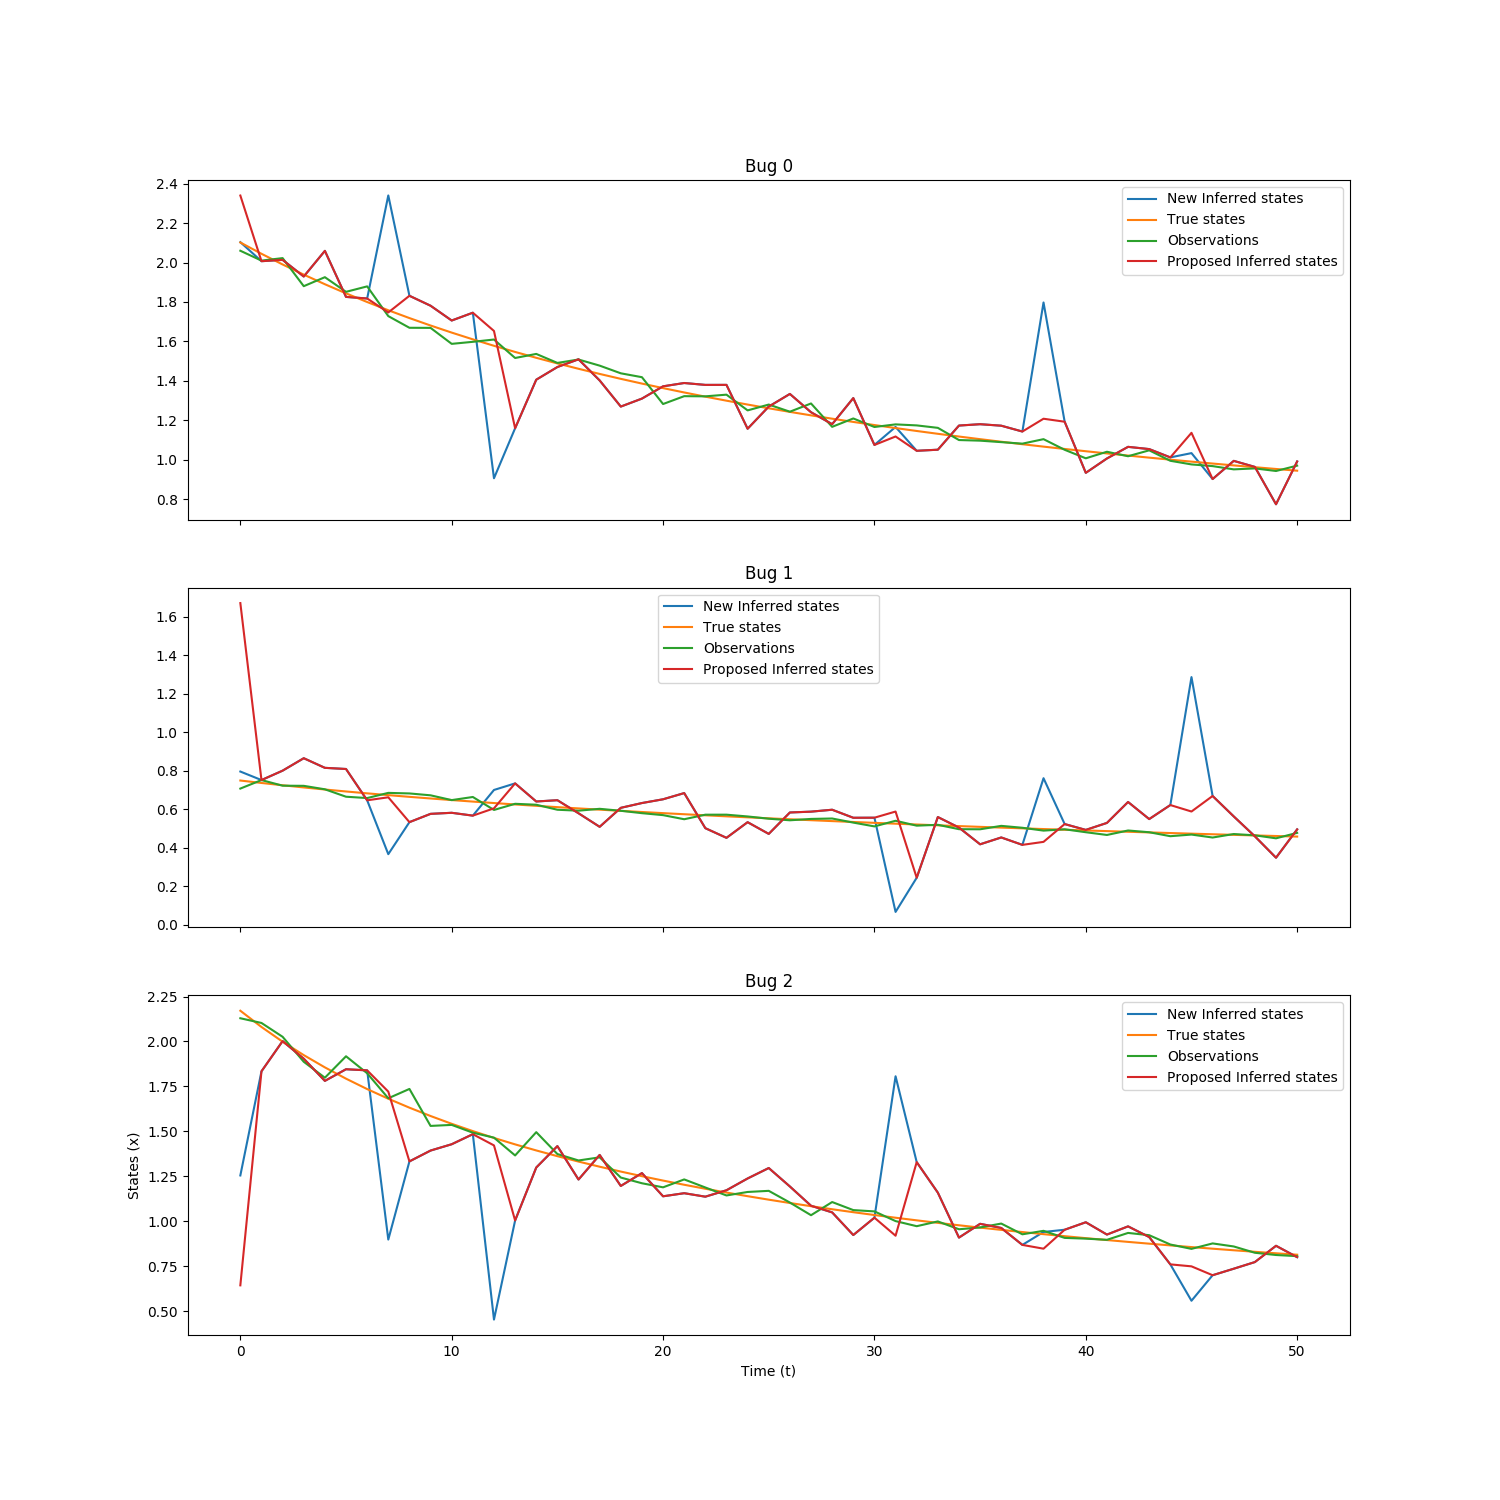 Bug 0
2.4
2.2
2.0
1.8
1.6
1.4
1.2
1.0
0.8
New Inferred states
True states
Observations
Proposed Inferred states
Bug 1
1.6
1.4
1.2
1.0
0.8
0.6
0.4
0.2
0.0
New Inferred states
True states
Observations
Proposed Inferred states
Bug 2
States (x)
2.25
2.00
1.75
1.50
1.25
1.00
0.75
0.50
New Inferred states
True states
Observations
Proposed Inferred states
0 10 20 30 40 50
Time (t)